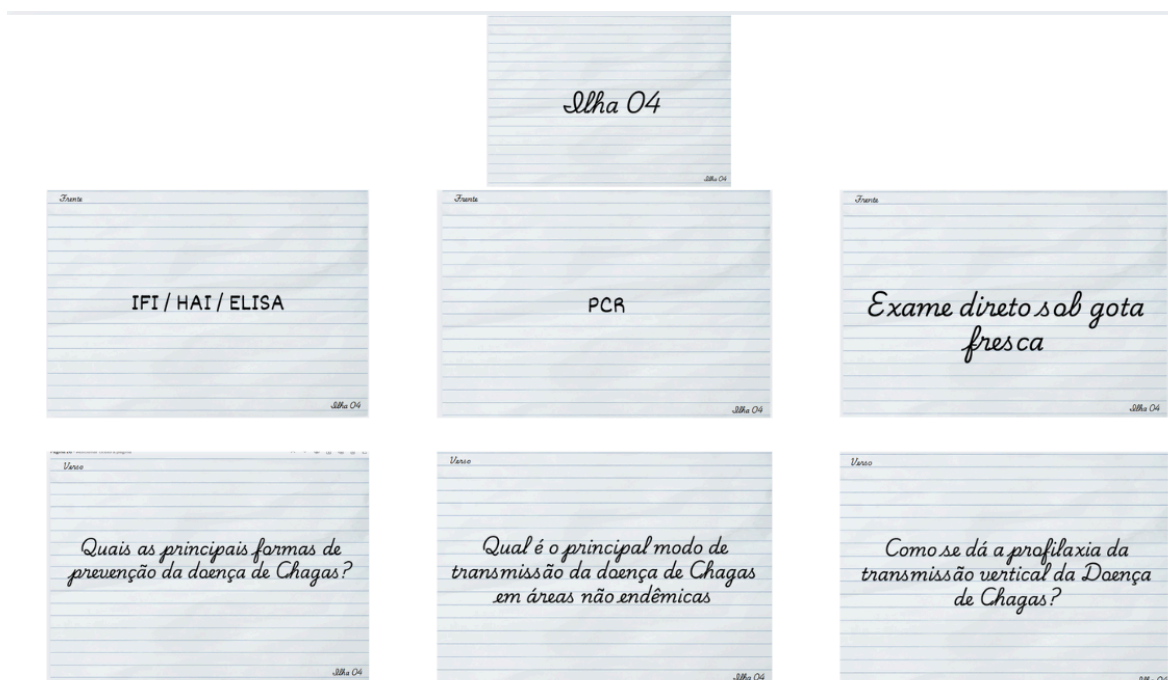 Ilha 04
Ilha 04
Frente
IFI / HAI / ELISA
Ilha 04
Frente
PCR
Ilha 04
Frente
Exame direto sob gota
fresca
Ilha 04
Verso
Quais as principais formas de
prevenção da doença de Chagas?
Ilha 04
Verso
Qual é o principal modo de
transmissão da doença de Chagas
em áreas não endêmicas
Ilha 04
Verso
Como se dá a profilaxia da
transmissão vertical da Doença
de Chagas?
Ilha 04